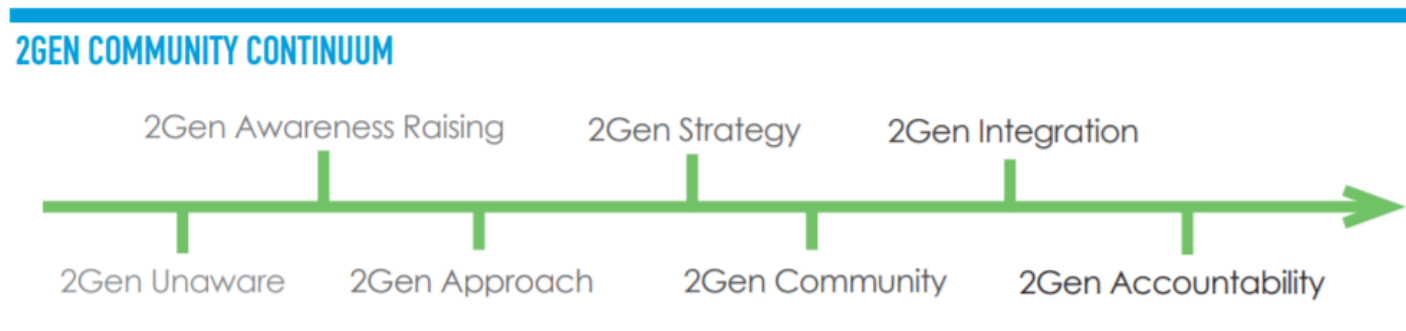 2GEN COMMUNITY CONTINUUM
2Gen Awareness Raising
2Gen Strategy
2Gen Integration
2Gen Unaware
2Gen Approach
2Gen Community
2Gen Accountability